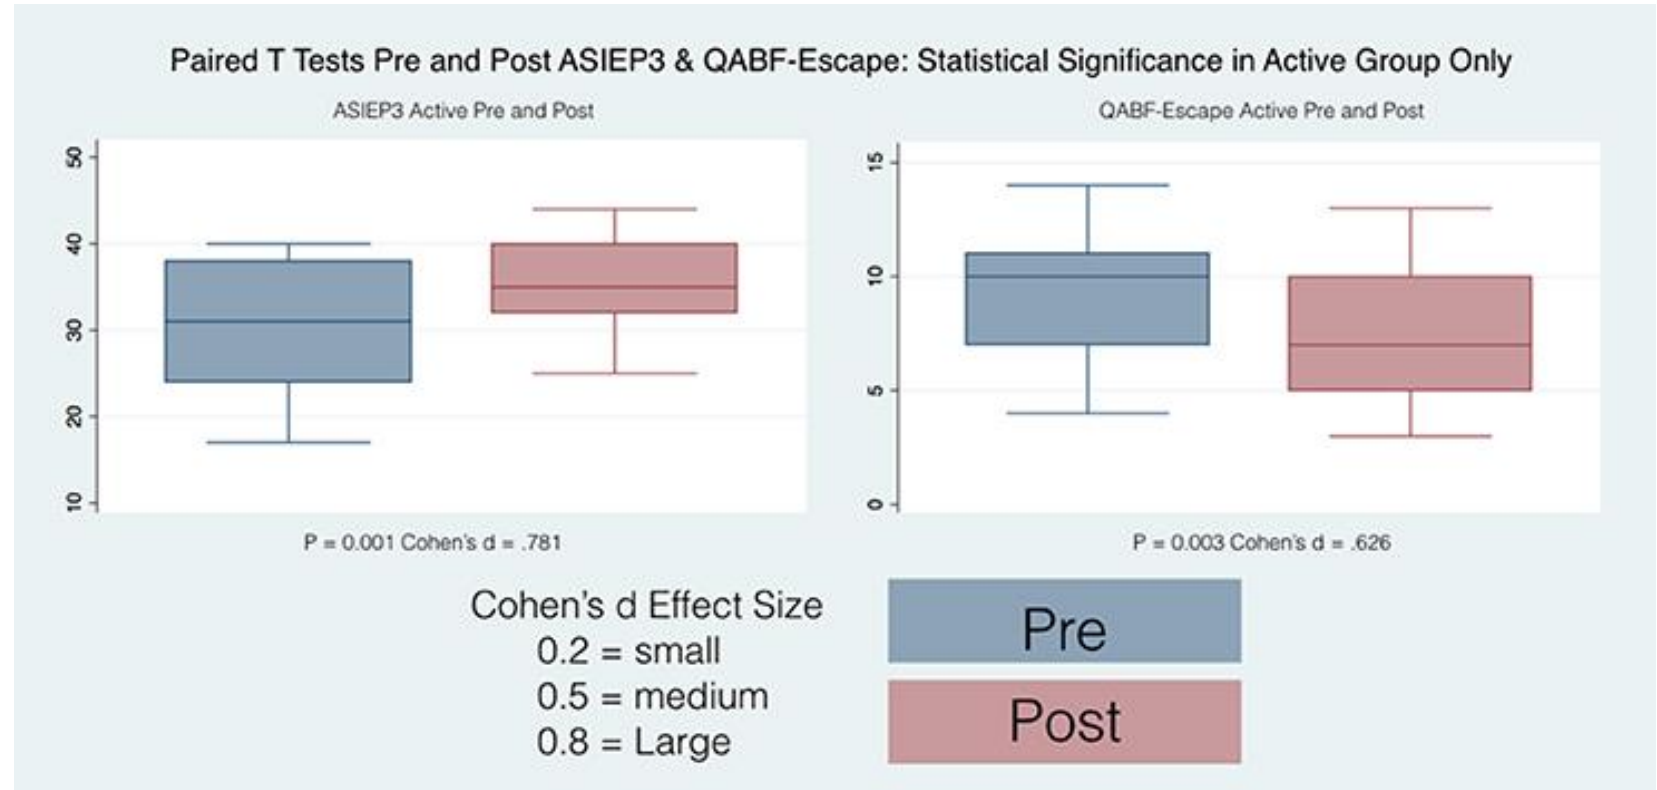 Paired T Tests Pre and Post ASIEP3 & QABF-Escape: Statistical Significance in Active Group Only
ASIEP3 Active Pre and Post
50
40
30
20
10
P = 0.001 Cohen's d = .781
QABF-Escape Active Pre and Post
15
10
5
0
P = 0.003 Cohen's d = .626
Cohen's d Effect Size
0.2 = small
0.5 = medium
0.8 = Large
Pre
Post